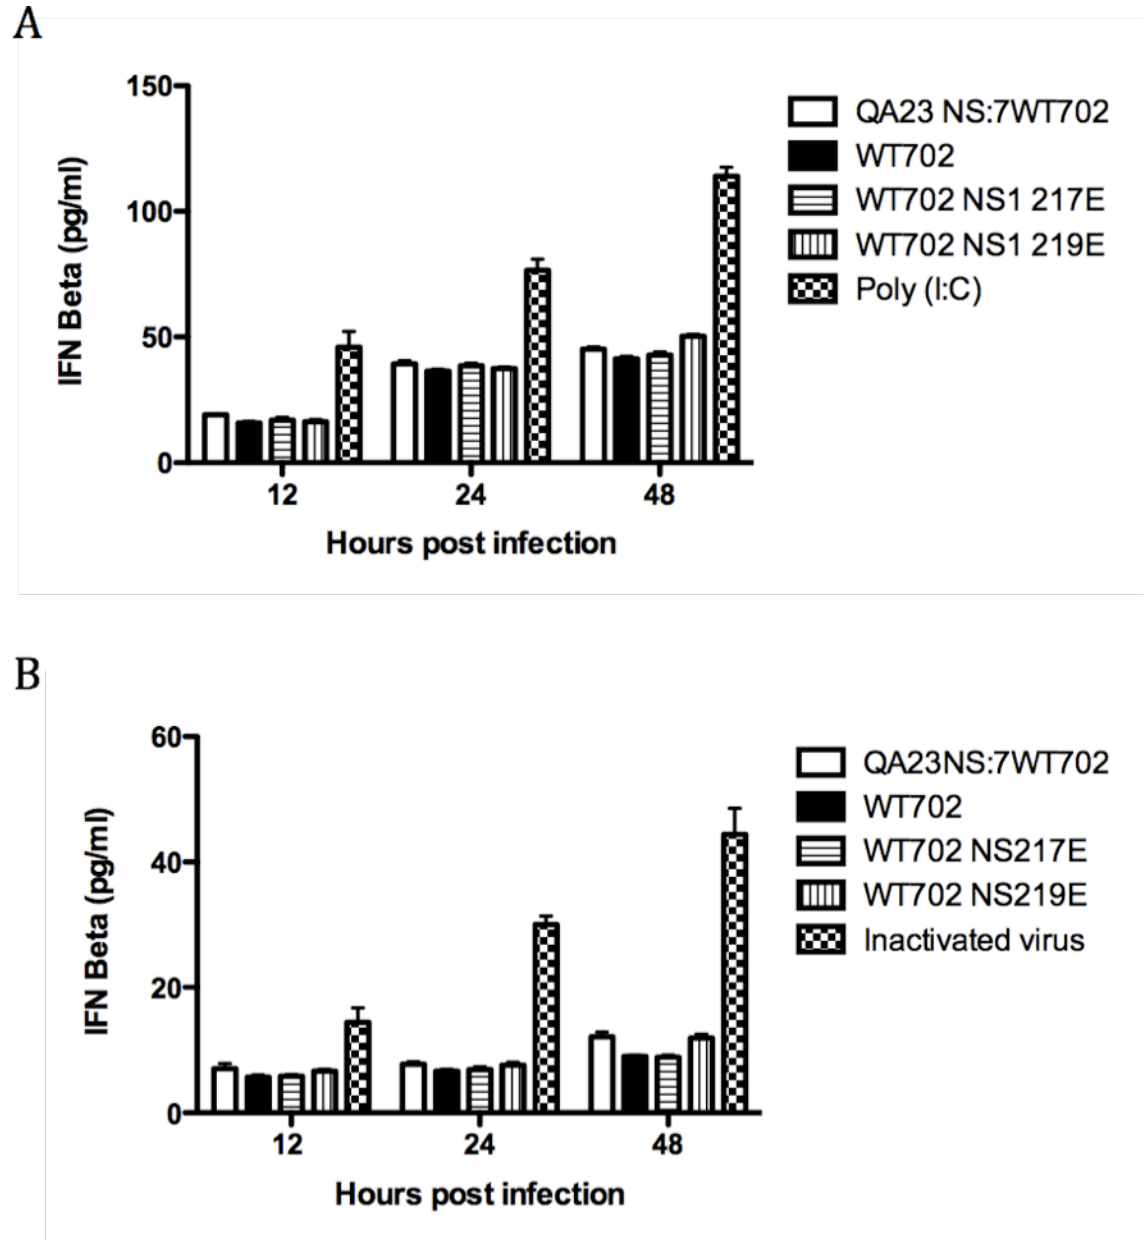 A
150
100
50
0
IFN Beta (pg/ml)
12
24
48
Hours post infection
QA23 NS:7WT702
WT702
WT702 NS1 217E
WT702 NS1 219E
Poly (I:C)
B
60
40
20
0
IFN Beta (pg/ml)
12
24
48
Hours post infection
QA23NS:7WT702
WT702
WT702 NS217E
WT702 NS219E
Inactivated virus